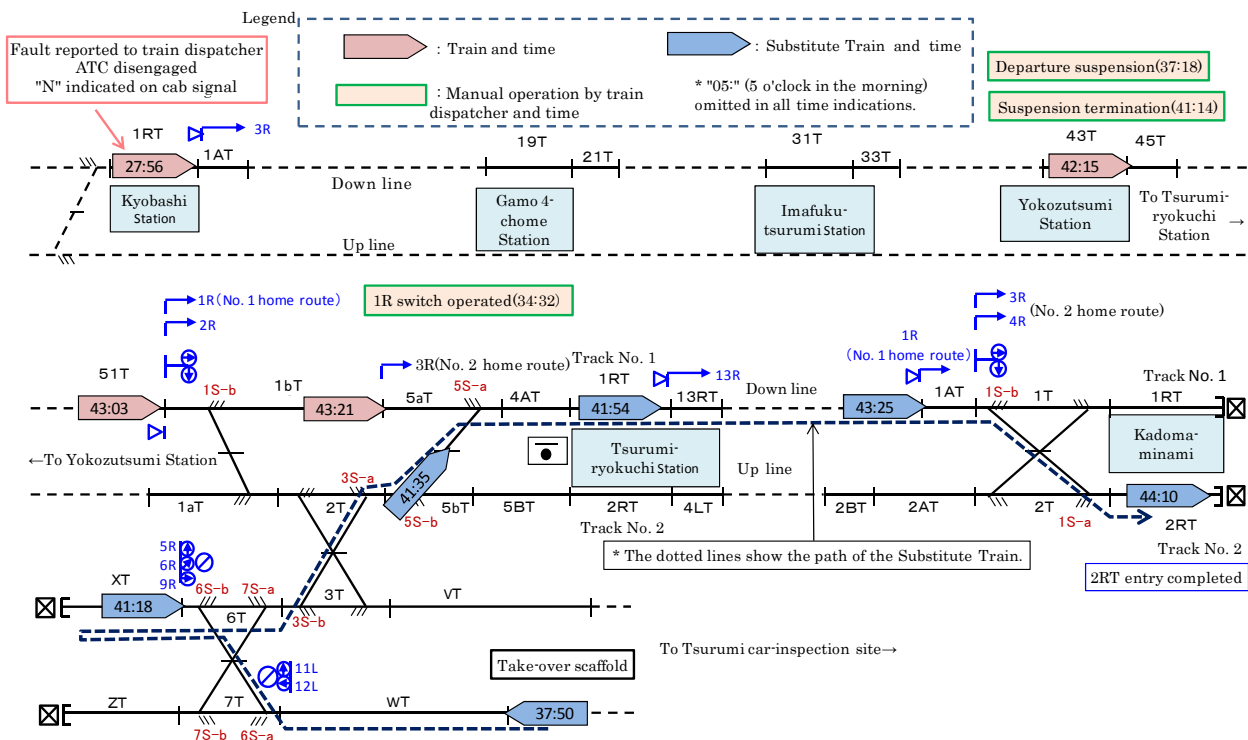 Legend
Fault reported to train dispatcher
ATC disengaged
"N" indicated on cab signal
: Train and time
: Substitute Train and time
: Manual operation by train
dispatcher and time
* "05:" (5 o'clock in the morning)
omitted in all time indications.
Departure suspension(37:18)
Suspension termination(41:14)
1RT
3R
27:56
1AT
19T
21T
31T
33T
43T
45T
42:15
Down line
Kyobashi
Station
Gamo 4-
chome
Station
Imafuku-
tsurumi Station
Yokozutsumi
Station
To Tsurumi-
ryokuchi
Station →
Up line
1R(No. 1 home route)
2R
1R switch operated(34:32)
3R
4R
(No. 2 home route)
51T
1S-b
1bT
3R(No. 2 home route)
5aT
5S-a
4AT
Track No. 1
1RT
13R
13RT
Down line
1R
(No. 1 home route)
1AT
1S-b
1T
Track No. 1
1RT
43:03
43:21
41:54
43:25
←To Yokozutsumi Station
3S-a
41:35
Tsurumi-
ryokuchi Station
Up line
Kadoma-
minami
1aT
2T
5S-b
5bT
5BT
2RT
4LT
2BT
2AT
2T
1S-a
44:10
2RT
Track No. 2
* The dotted lines show the path of the Substitute Train.
Track No. 2
2RT entry completed
5R
6R
9R
XT
6S-b
7S-a
41:18
6T
3S-b
3T
VT
11L
12L
Take-over scaffold
To Tsurumi car-inspection site→
ZT
7T
WT
37:50
7S-b
6S-a